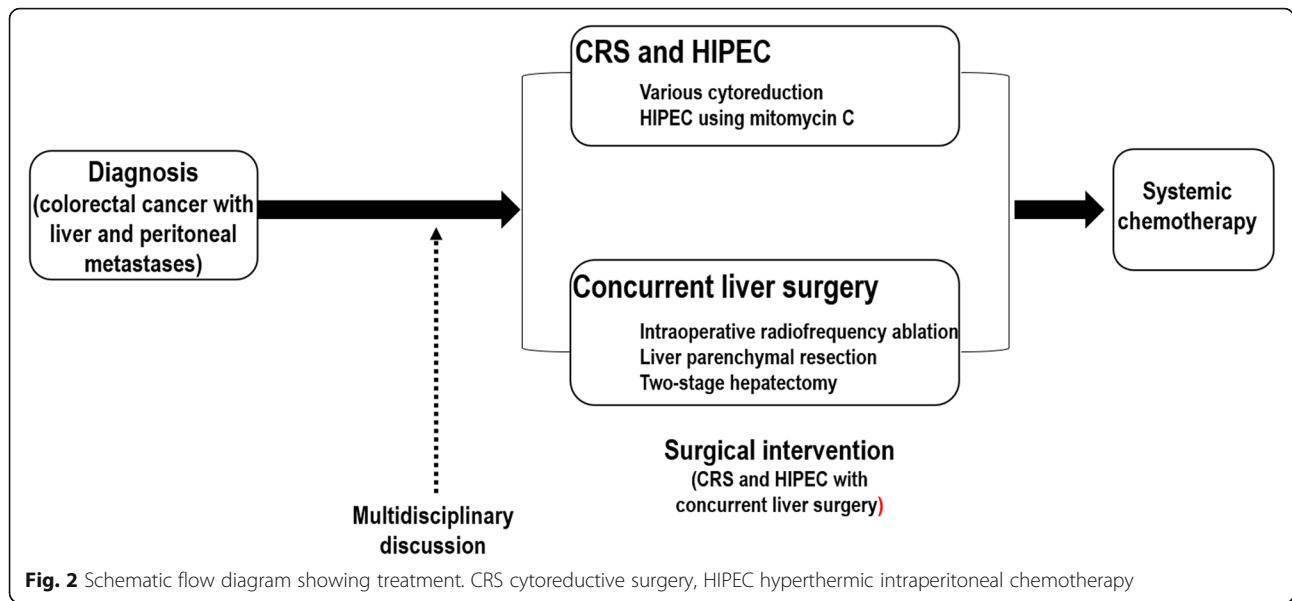 CRS and HIPEC
Various cytoreduction
HIPEC using mitomycin C
Diagnosis
(colorectal cancer with
liver and peritoneal
metastases)
Systemic
chemotherapy
Concurrent liver surgery
Intraoperative radiofrequency ablation
Liver parenchymal resection
Two-stage hepatectomy
Surgical intervention
(CRS and HIPEC with
concurrent liver surgery)
Multidisciplinary
discussion
Fig. 2 Schematic flow diagram showing treatment. CRS cytoreductive surgery, HIPEC hyperthermic intraperitoneal chemotherapy